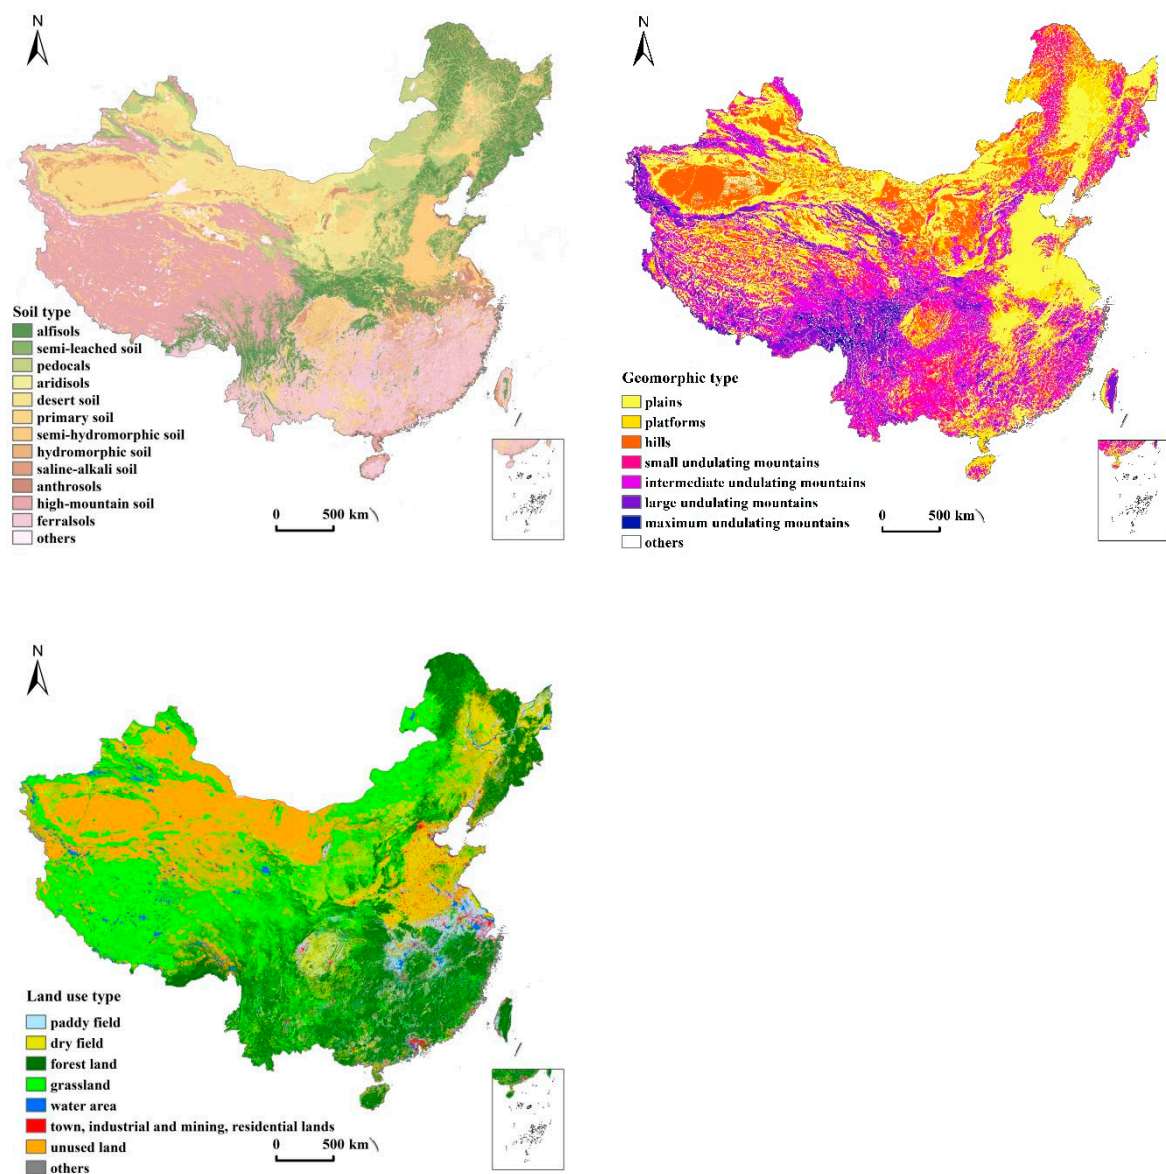 N
Soil type
alfisols
semi-leached soil
pedocals
aridisols
desert soil
primary soil
semi-hydromorphic soil
hydromorphic soil
saline-alkali soil
anthrosols
high-mountain soil
ferralsols
others
0 500 km
N
Geomorphic type
plains
platforms
hills
small undulating mountains
intermediate undulating mountains
large undulating mountains
maximum undulating mountains
others
0 500 km
N
Land use type
paddy field
dry field
forest land
grassland
water area
town, industrial and mining, residential lands
unused land
others
0 500 km